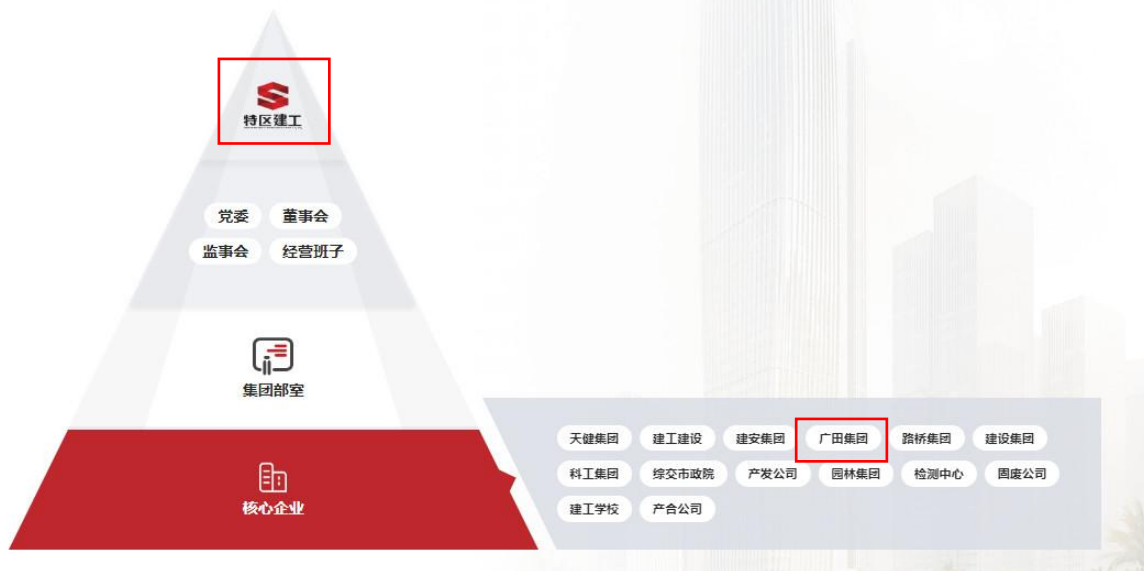 特区建工
党委 董事会
监事会 经营班子
集团部室
核心企业
天健集团 建工建设 建安集团 广田集团 路桥集团 建设集团
科工集团 综交市政院 产发公司 园林集团 检测中心 固废公司
建工学校 产合公司